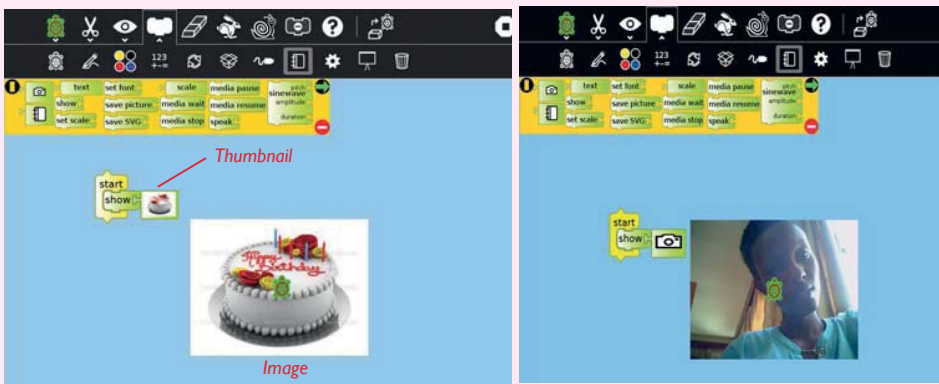 123
+-=
text set font scale media pause pitch
sinewave
show save picture media wait media resume amplitude
set scale save SVG media stop speak duration
Thumbnail
start
show
Happy
Birthday
Image
123
+-=
text set font scale media pause pitch
sinewave
show save picture media wait media resume amplitude
set scale save SVG media stop speak duration
start
show